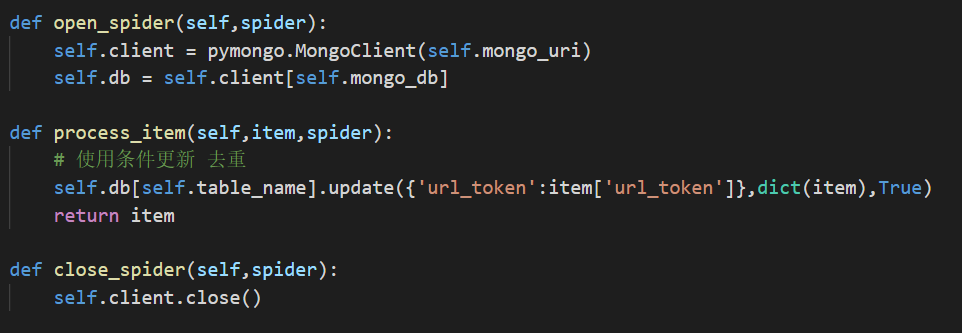 def open_spider(self,spider):
    self.client = pymongo.MongoClient(self.mongo_uri)
    self.db = self.client[self.mongo_db]
def process_item(self,item,spider):
    # 使用条件更新 去重
    self.db[self.table_name].update({'url_token':item['url_token']},dict(item),True)
    return item
def close_spider(self,spider):
    self.client.close()